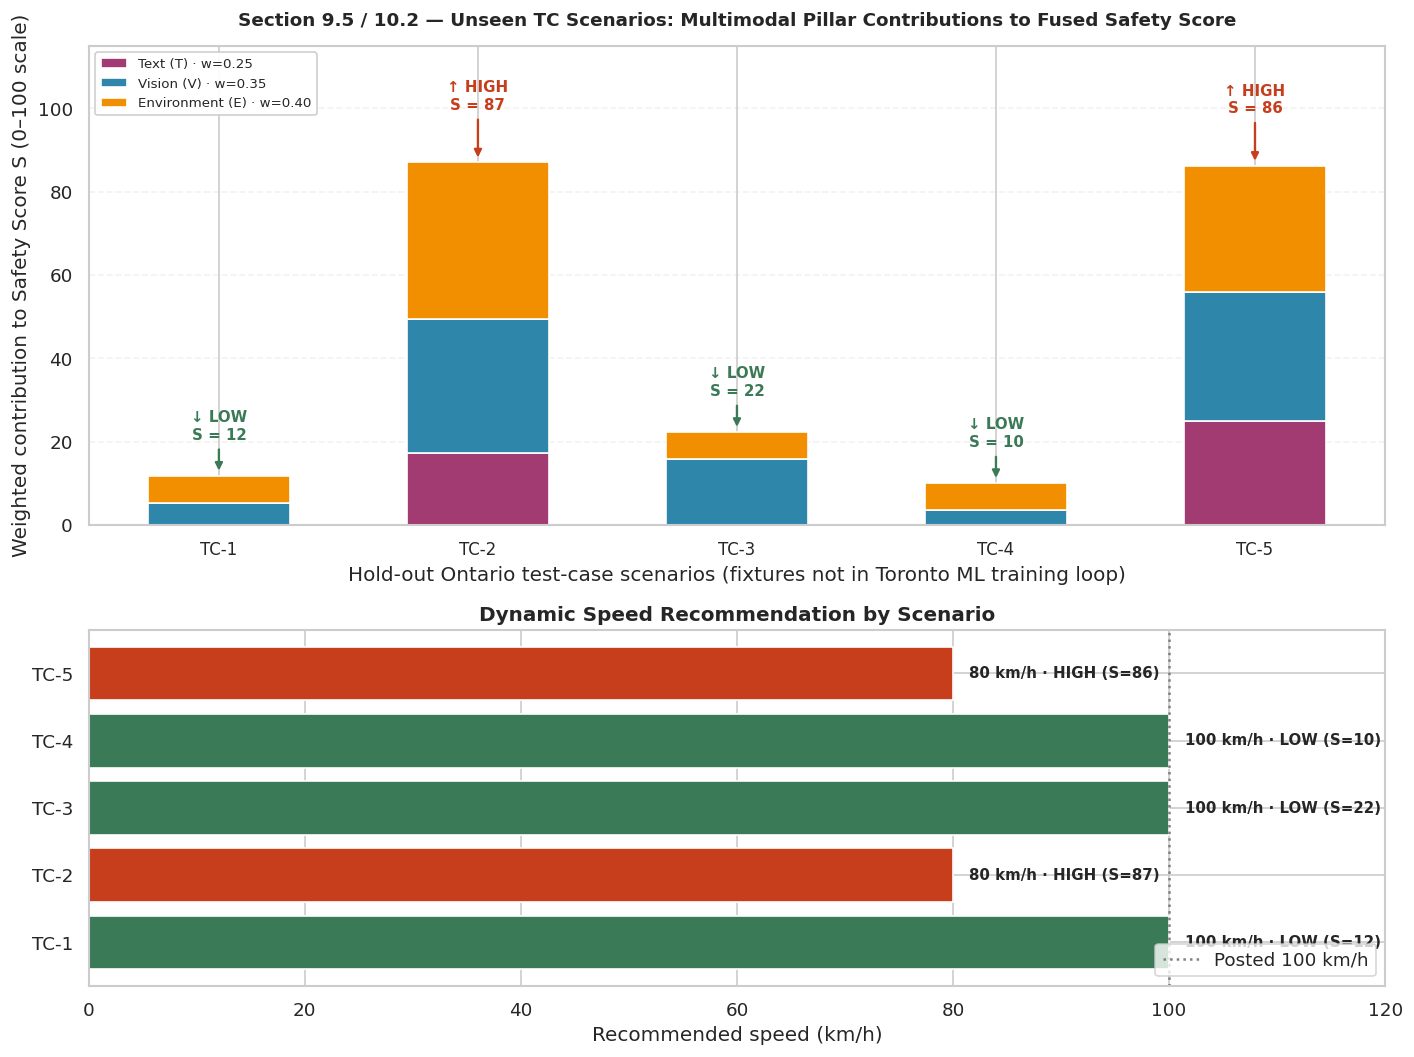 Section 9.5 / 10.2 — Unseen TC Scenarios: Multimodal Pillar Contributions to Fused Safety Score
Weighted contribution to Safety Score S (0–100 scale)
Text (T) · w=0.25
Vision (V) · w=0.35
Environment (E) · w=0.40
100
80
60
40
20
0
↓ LOW
S = 12
↑ HIGH
S = 87
↓ LOW
S = 22
↓ LOW
S = 10
↑ HIGH
S = 86
TC-1
TC-2
TC-3
TC-4
TC-5
Hold-out Ontario test-case scenarios (fixtures not in Toronto ML training loop)
Dynamic Speed Recommendation by Scenario
TC-5
80 km/h · HIGH (S=86)
TC-4
100 km/h · LOW (S=10)
TC-3
100 km/h · LOW (S=22)
TC-2
80 km/h · HIGH (S=87)
TC-1
100 km/h · LOW (S=12)
Posted 100 km/h
0
20
40
60
80
100
120
Recommended speed (km/h)